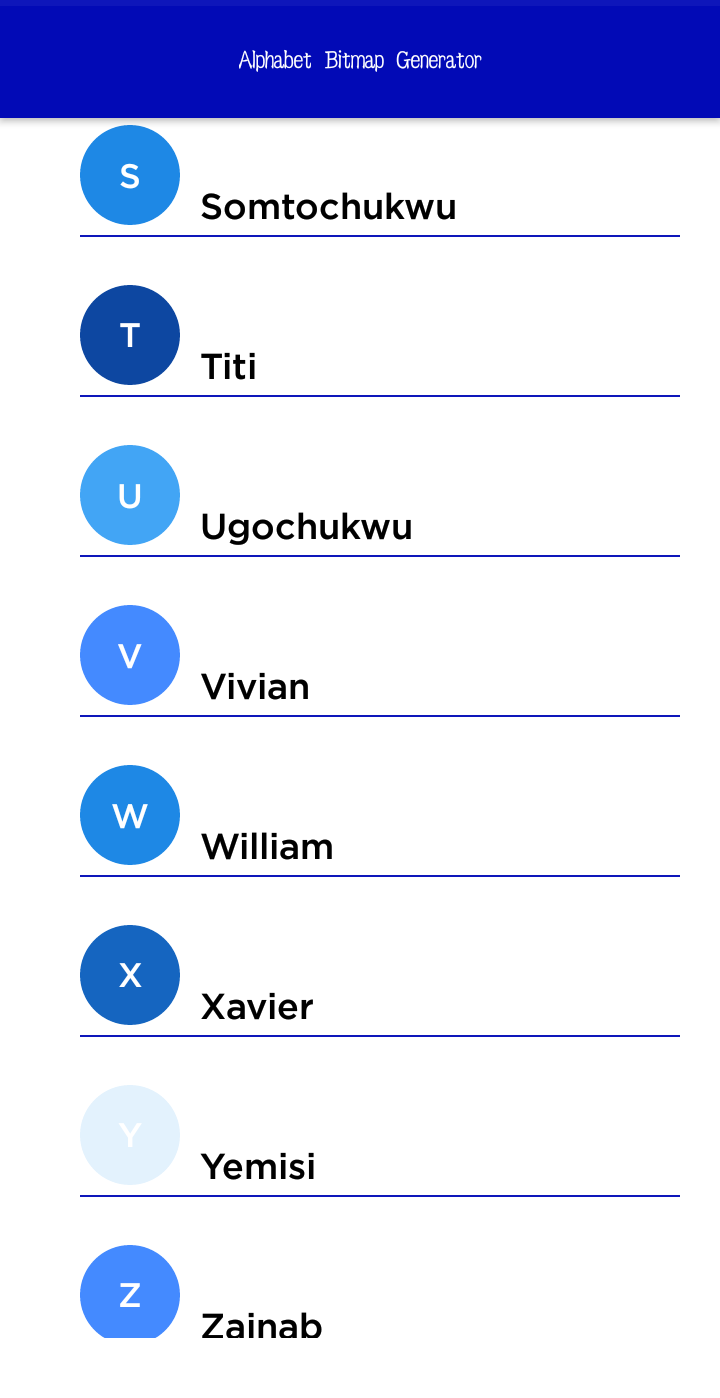 Alphabet Bitmap Generator
S
Somtochukwu
T
Titi
U
Ugochukwu
V
Vivian
W
William
X
Xavier
Y
Yemisi
Z
Zainab